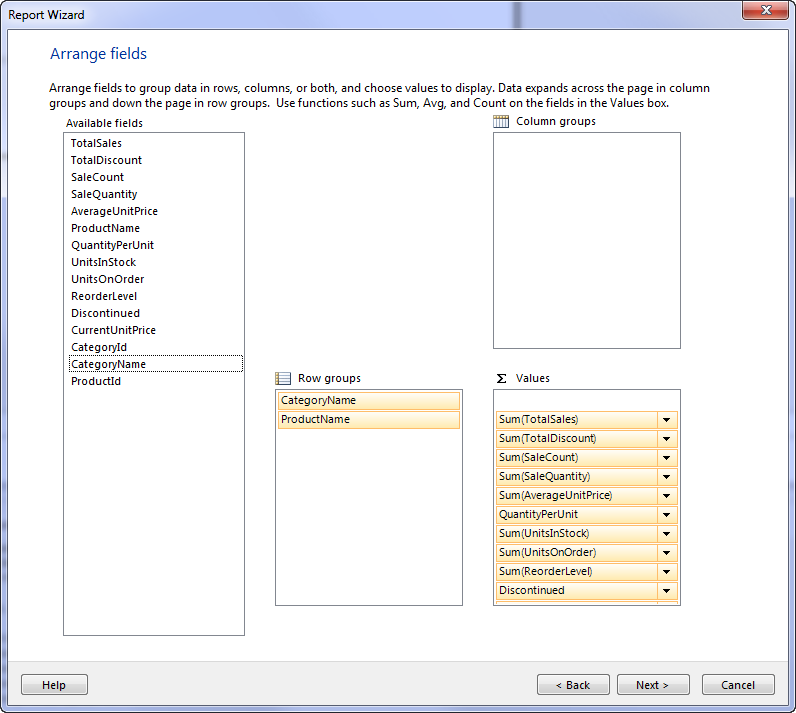 Report Wizard
Arrange fields
Arrange fields to group data in rows, columns, or both, and choose values to display. Data expands across the page in column
groups and down the page in row groups.  Use functions such as Sum, Avg, and Count on the fields in the Values box.
Available fields
TotalSales
TotalDiscount
SaleCount
SaleQuantity
AverageUnitPrice
ProductName
QuantityPerUnit
UnitsInStock
UnitsOnOrder
ReorderLevel
Discontinued
CurrentUnitPrice
CategoryId
CategoryName
ProductId
Column groups
Row groups
CategoryName
ProductName
Σ Values
Sum(TotalSales)
Sum(TotalDiscount)
Sum(SaleCount)
Sum(SaleQuantity)
Sum(AverageUnitPrice)
QuantityPerUnit
Sum(UnitsInStock)
Sum(UnitsOnOrder)
Sum(ReorderLevel)
Discontinued
Help
< Back
Next >
Cancel